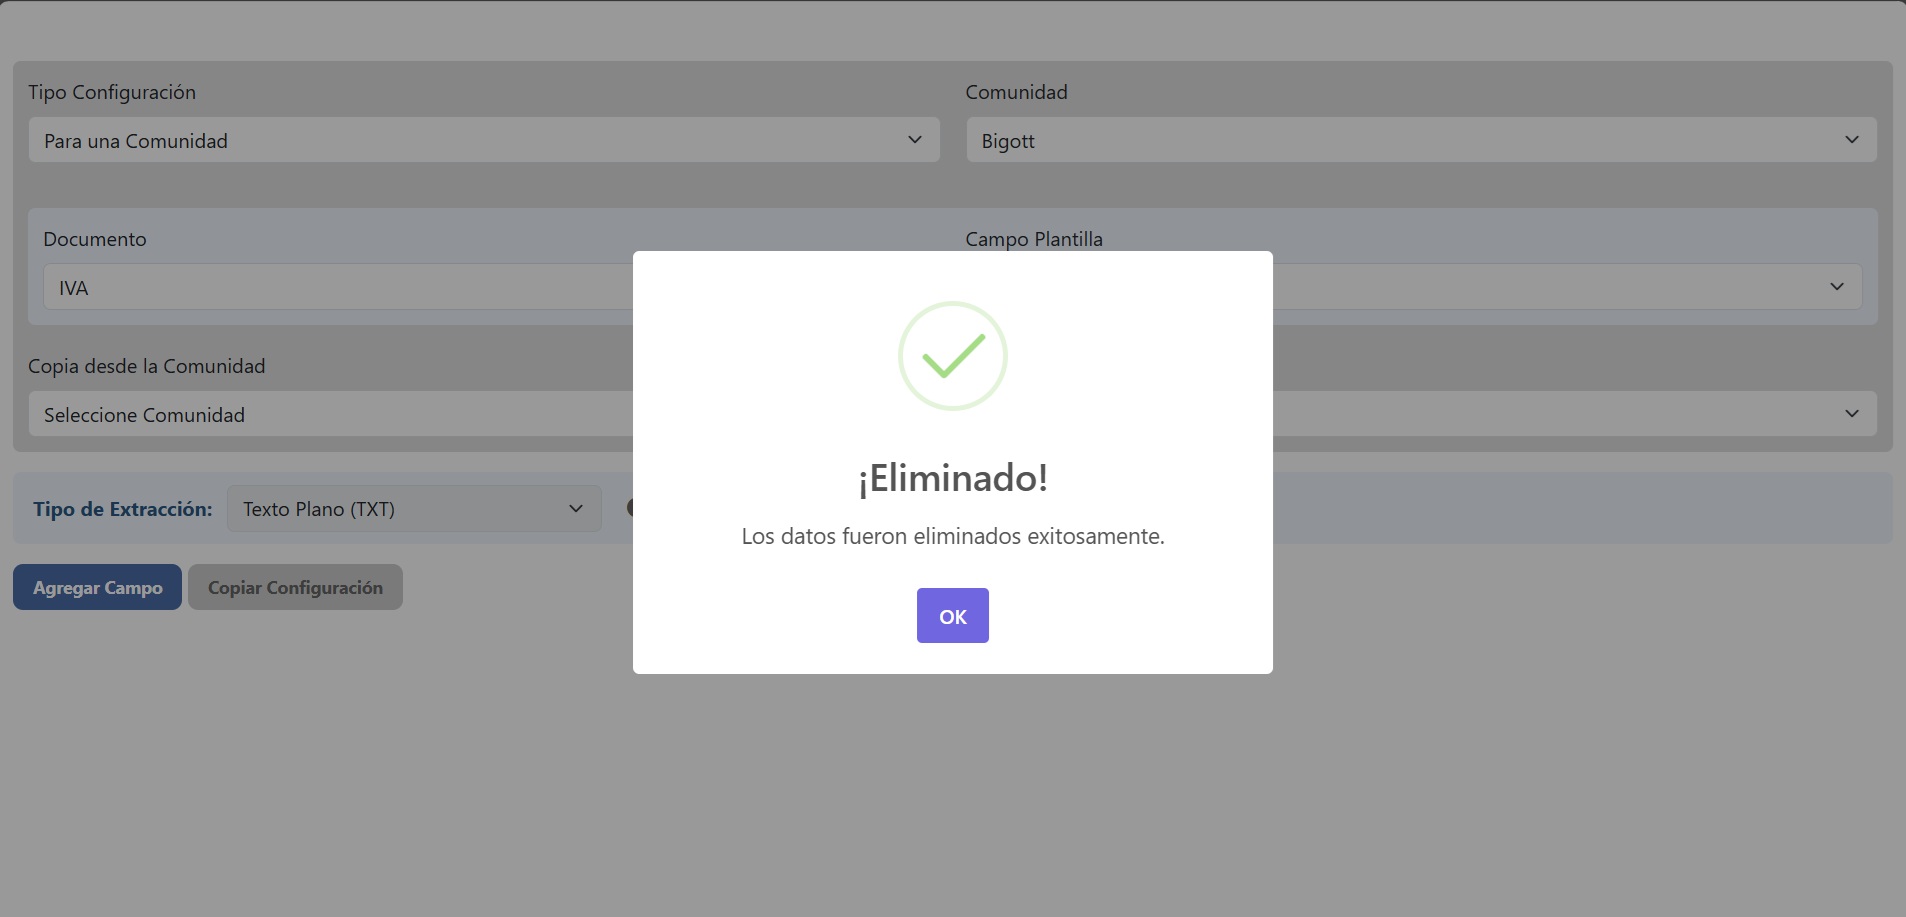 Tipo Configuración
Comunidad
Para una Comunidad
Bigott
Documento
Campo Plantilla
IVA
Copia desde la Comunidad
Seleccione Comunidad
Tipo de Extracción:
Texto Plano (TXT)
Agregar Campo
Copiar Configuración
¡Eliminado!
Los datos fueron eliminados exitosamente.
OK